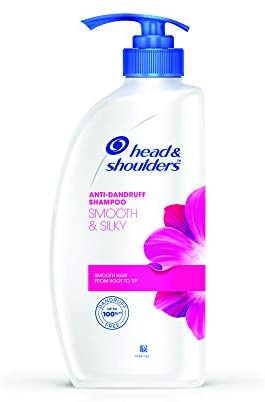 head &
shoulders
ANTI-DANDRUFF
SHAMPOO
SMOOTH
& SILKY
SMOOTH HAIR
FROM ROOT TO TIP
DANDRUFF
UP TO
100%
FREE